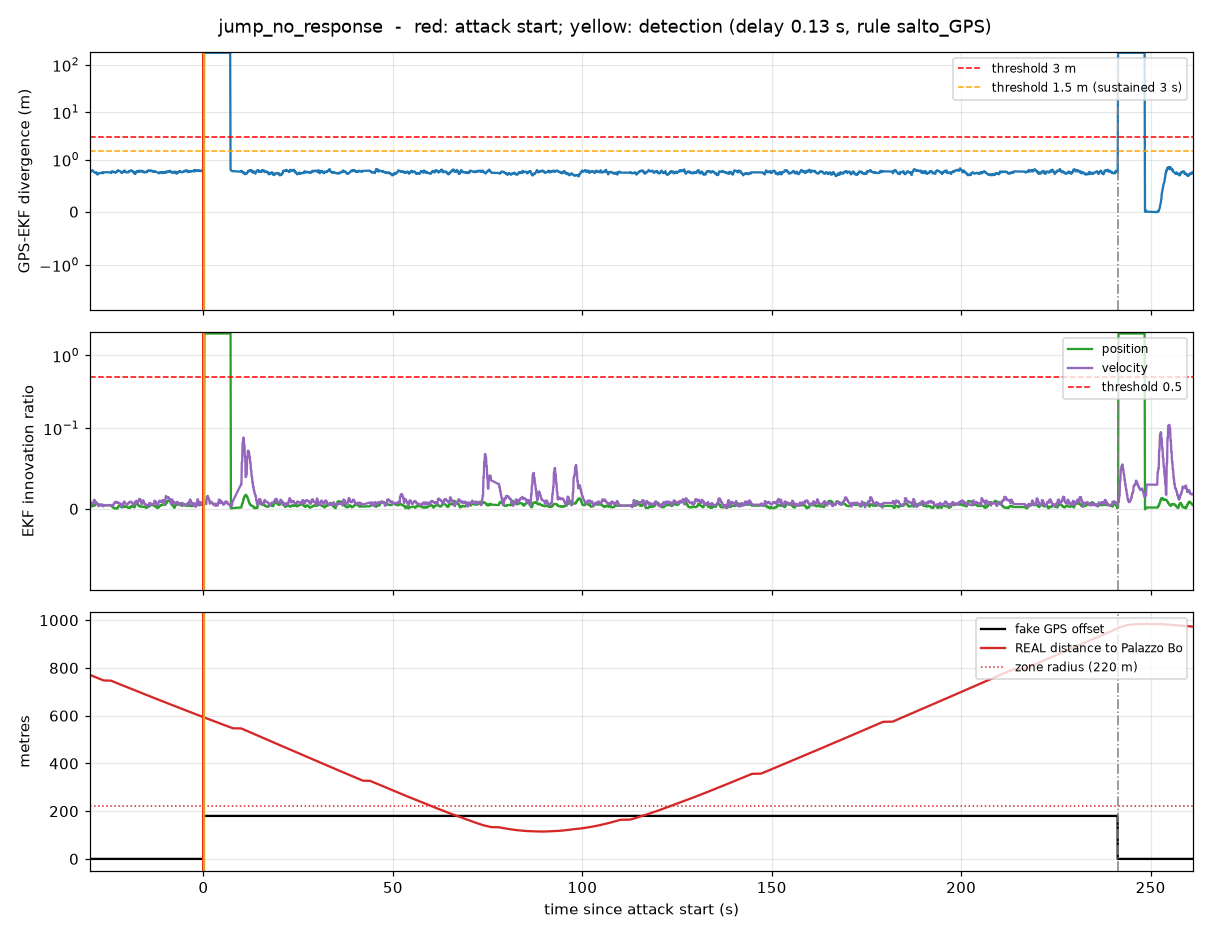 jump_no_response  -  red: attack start; yellow: detection (delay 0.13 s, rule salto_GPS)
GPS-EKF divergence (m)
10²
10¹
10⁰
0
−10⁰
threshold 3 m
threshold 1.5 m (sustained 3 s)
EKF innovation ratio
10⁰
10⁻¹
0
position
velocity
threshold 0.5
metres
1000
800
600
400
200
0
fake GPS offset
REAL distance to Palazzo Bo
zone radius (220 m)
0 50 100 150 200 250
time since attack start (s)